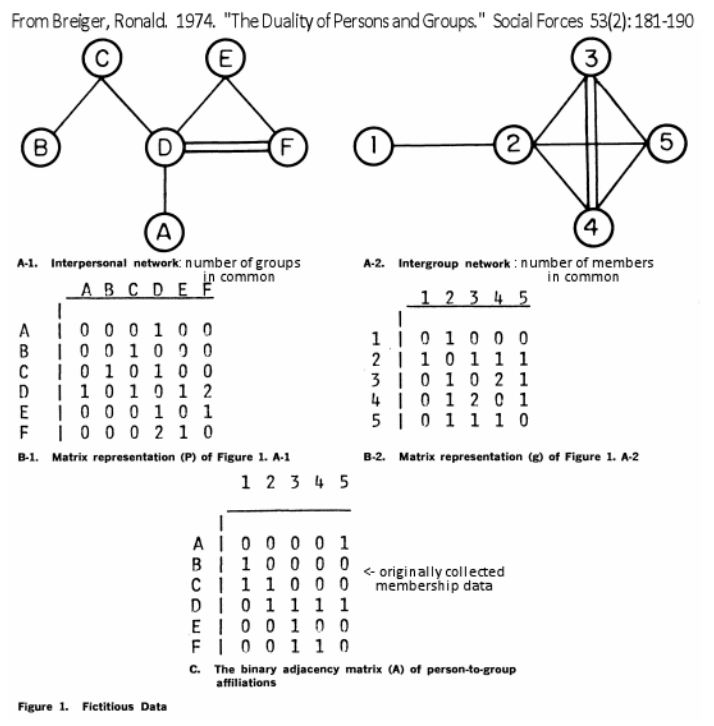 From Breiger, Ronald. 1974. "The Duality of Persons and Groups." Social Forces 53(2): 181-190
C
E
B
D
F
A
A-1. Interpersonal network: number of groups
in common
1
2
3
4
5
A-2. Intergroup network : number of members
in common
A B C D E F
A | 0 0 0 1 0 0
B | 0 0 1 0 0 0
C | 0 1 0 1 0 0
D | 1 0 1 0 1 2
E | 0 0 0 1 0 1
F | 0 0 0 2 1 0
B-1. Matrix representation (P) of Figure 1. A-1
1 2 3 4 5
1 | 0 1 0 0 0
2 | 1 0 1 1 1
3 | 0 1 0 2 1
4 | 0 1 2 0 1
5 | 0 1 1 1 0
B-2. Matrix representation (g) of Figure 1. A-2
1 2 3 4 5
A | 0 0 0 0 1
B | 1 0 0 0 0
C | 1 1 0 0 0
D | 0 1 1 1 1
E | 0 0 1 0 0
F | 0 0 1 1 0
<- originally collected
membership data
C. The binary adjacency matrix (A) of person-to-group
affiliations
Figure 1. Fictitious Data